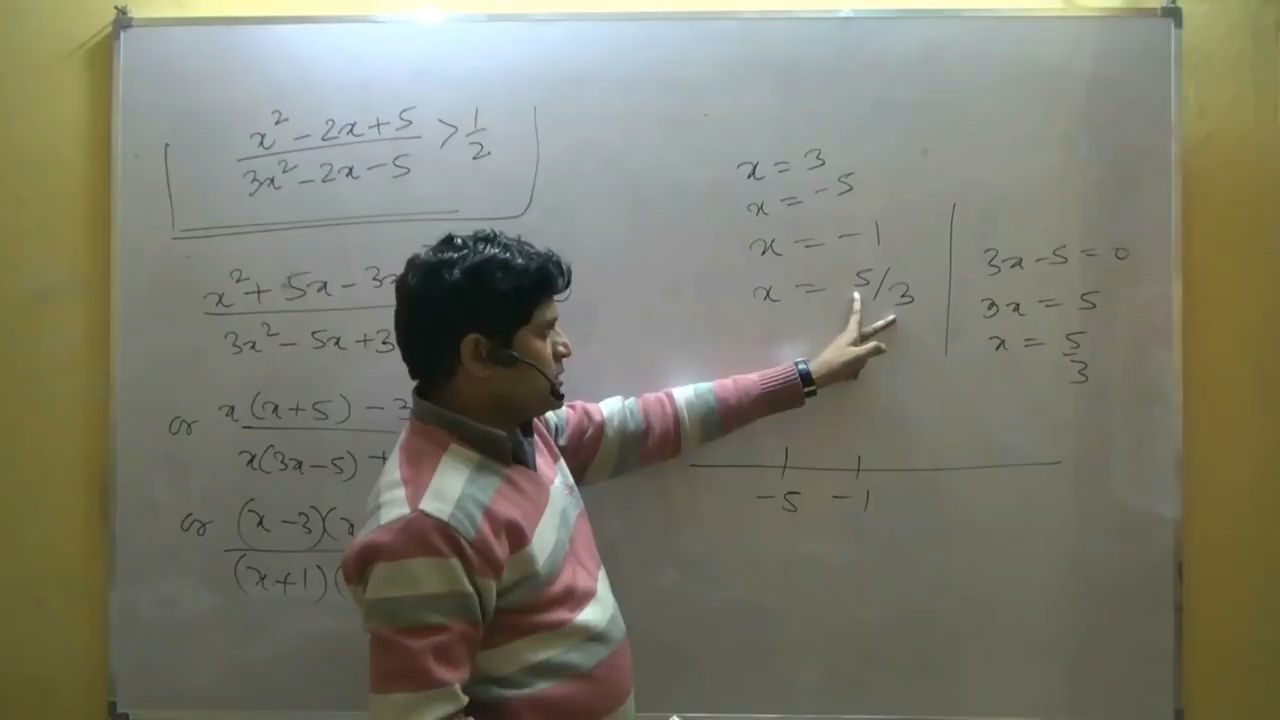 x² - 2x + 5 / 3x² - 2x - 5 > 1/2
x² + 5x - 3x
3x² - 5x + 3
or x(x + 5) - 3
x(3x - 5) +
or (x - 3)(x
(x + 1)(
x = 3
x = -5
x = -1
x = 5/3
3x - 5 = 0
3x = 5
x = 5/3
-5 -1